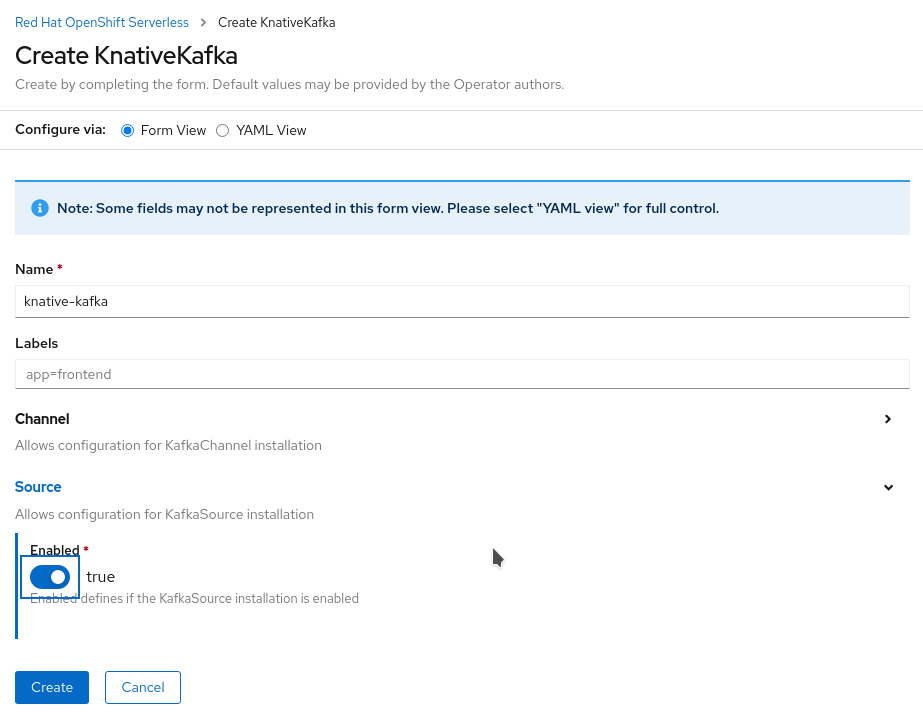 Red Hat OpenShift Serverless > Create KnativeKafka
Create KnativeKafka
Create by completing the form. Default values may be provided by the Operator authors.
Configure via: Form View YAML View
Note: Some fields may not be represented in this form view. Please select "YAML view" for full control.
Name *
knative-kafka
Labels
app=frontend
Channel
Allows configuration for KafkaChannel installation
Source
Allows configuration for KafkaSource installation
Enabled *
true
Enabled defines if the KafkaSource installation is enabled
Create Cancel